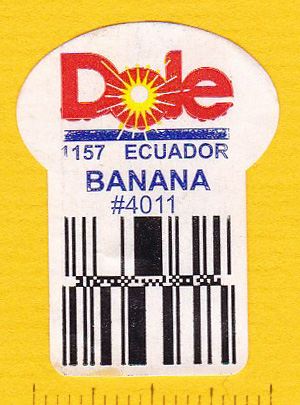 Dole
1157 ECUADOR
BANANA
#4011